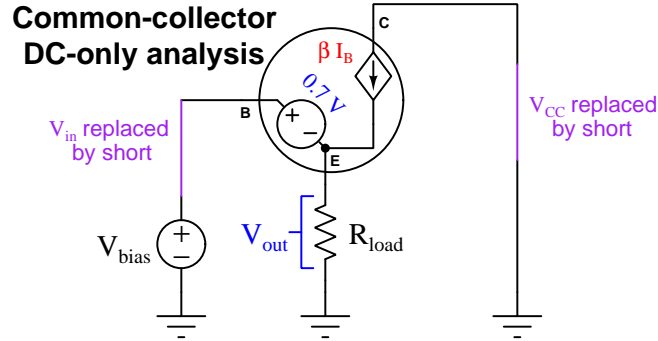 Common-collector
DC-only analysis
C
β I_B
0.7 V
B
+
−
E
V_in replaced
by short
V_CC replaced
by short
V_bias
+
−
V_out
R_load